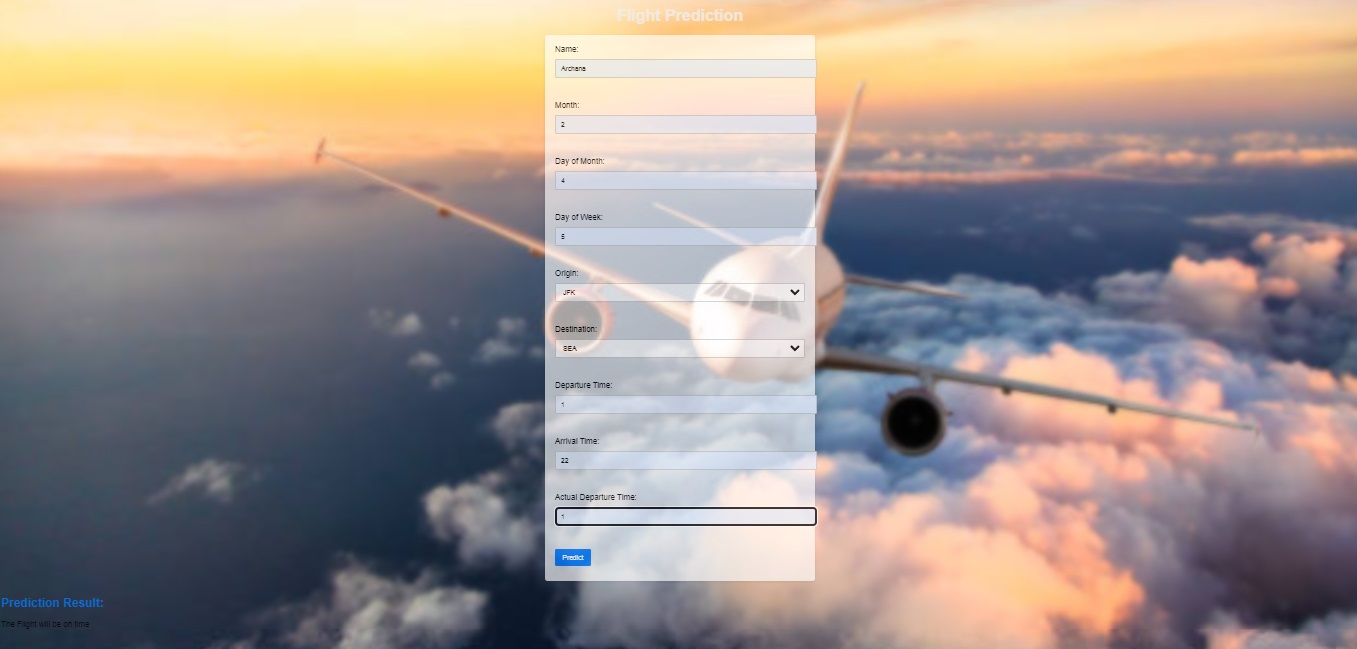 Flight Prediction
Name:
Archana
Month:
2
Day of Month:
4
Day of Week:
5
Origin:
JFK
Destination:
SEA
Departure Time:
1
Arrival Time:
22
Actual Departure Time:
1
Predict
Prediction Result:
The Flight will be on time